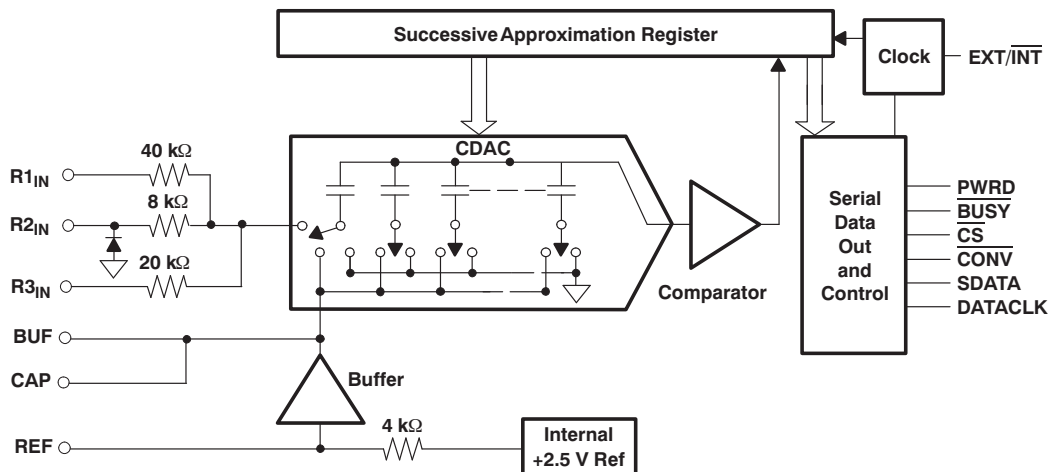 Successive Approximation Register
Clock
EXT/INT
CDAC
40 kΩ
R1IN
8 kΩ
R2IN
20 kΩ
R3IN
Comparator
Serial
Data
Out
and
Control
PWRD
BUSY
CS
CONV
SDATA
DATACLK
BUF
CAP
Buffer
REF
4 kΩ
Internal
+2.5 V Ref